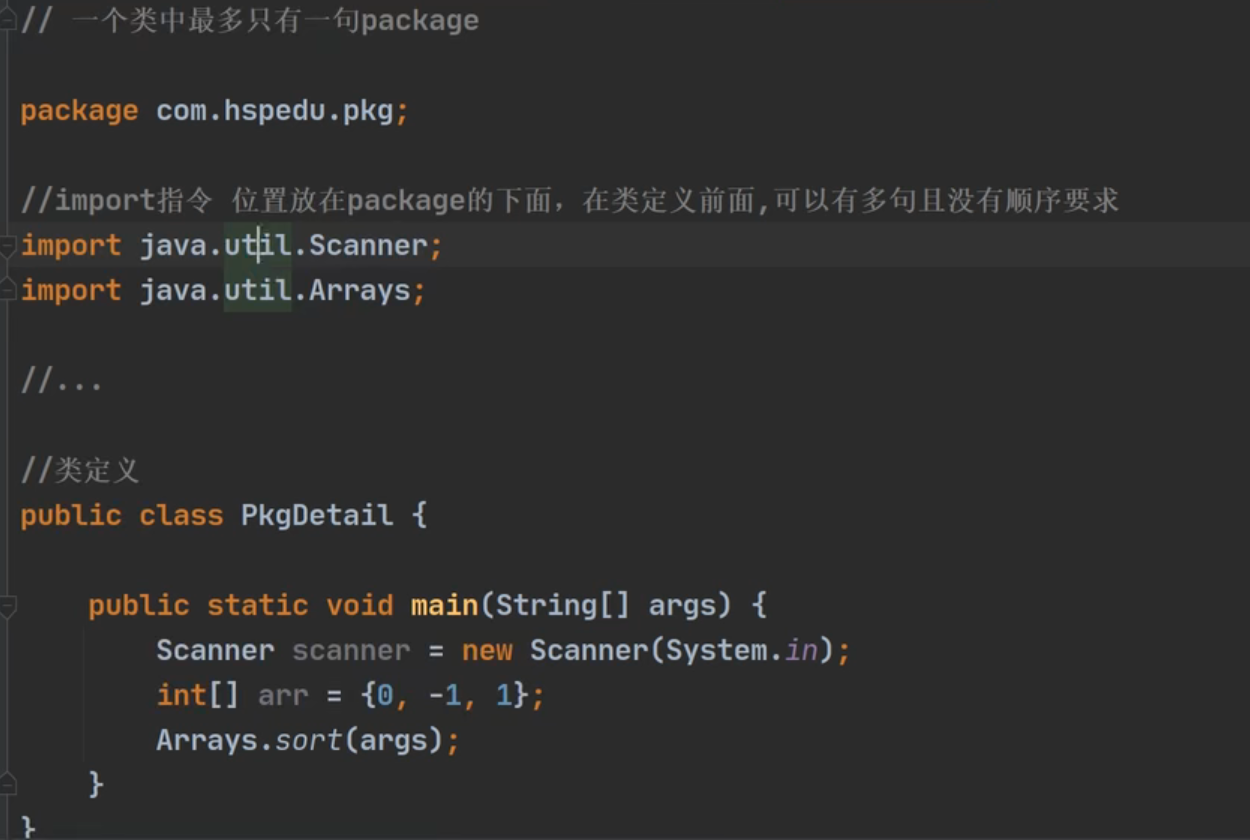 // 一个类中最多只有一句package
package com.hspedu.pkg;
//import指令 位置放在package的下面，在类定义前面,可以有多句且没有顺序要求
import java.util.Scanner;
import java.util.Arrays;
//...
//类定义
public class PkgDetail {
public static void main(String[] args) {
Scanner scanner = new Scanner(System.in);
int[] arr = {0, -1, 1};
Arrays.sort(args);
}
}